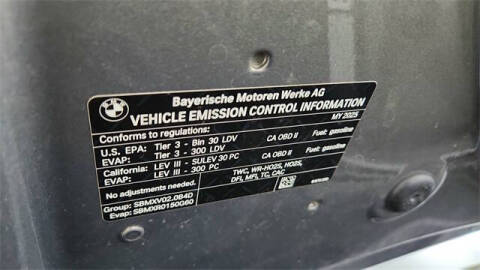 BMW
Bayerische Motoren Werke AG
VEHICLE EMISSION CONTROL INFORMATION
Conforms to regulations: MY 2025
U.S. EPA: Tier 3 - Bin 30 LDV CA OBD II Fuel: gasoline
EVAP: Tier 3 - 300 LDV
California: LEV III - SULEV 30 PC CA OBD II Fuel: gasoline
EVAP: LEV III - 300 PC
No adjustments needed. TWC, WR-HO2S, HO2S,
DFI, MFI, TC, CAC
Group: SBMXV02.0B4D
Evap: SBMXR0150G60